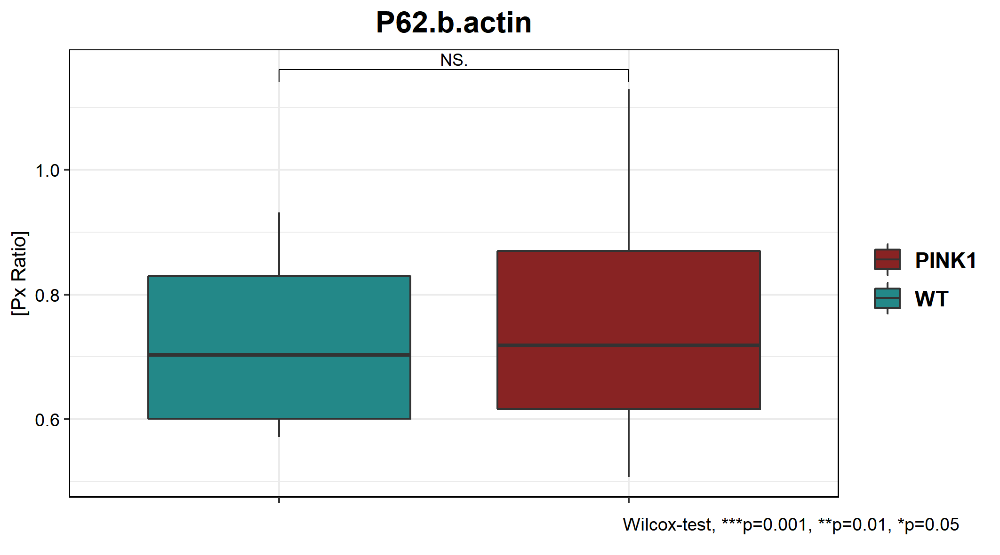 P62.b.actin
NS.
1.0
0.8
0.6
[Px Ratio]
PINK1
WT
Wilcox-test, ***p=0.001, **p=0.01, *p=0.05